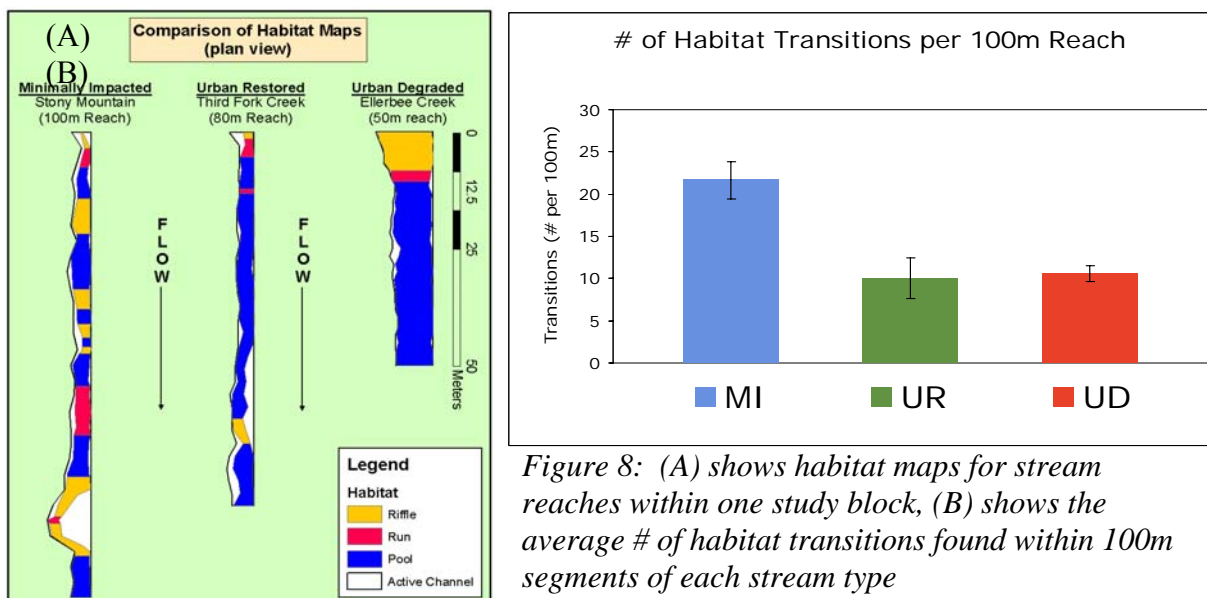 (A)
(B)
Comparison of Habitat Maps
(plan view)
Minimally Impacted
Stony Mountain
(100m Reach)
Urban Restored
Third Fork Creek
(80m Reach)
Urban Degraded
Ellerbee Creek
(50m reach)
0
12.5
25
50
Meters
FLOW
FLOW
Legend
Habitat
Riffle
Run
Pool
Active Channel
# of Habitat Transitions per 100m Reach
Transitions (# per 100m)
30
25
20
15
10
5
0
MI UR UD
Figure 8: (A) shows habitat maps for stream
reaches within one study block, (B) shows the
average # of habitat transitions found within 100m
segments of each stream type